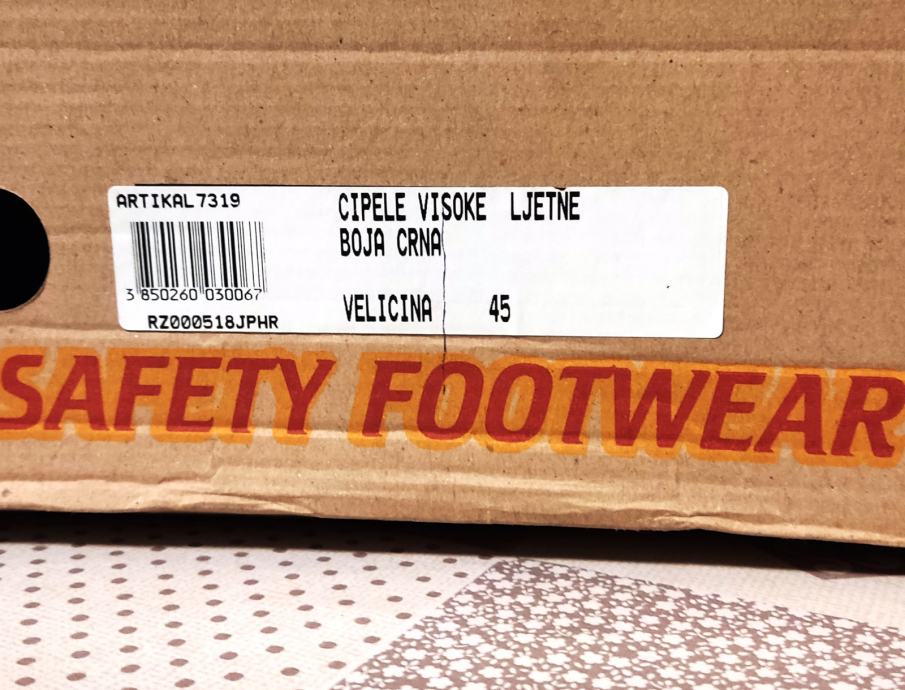 ARTIKAL7319
CIPELE VISOKE LJETNE
BOJA CRNA
3 850260 030067
VELICINA 45
RZ000518JPHR
SAFETY FOOTWEAR